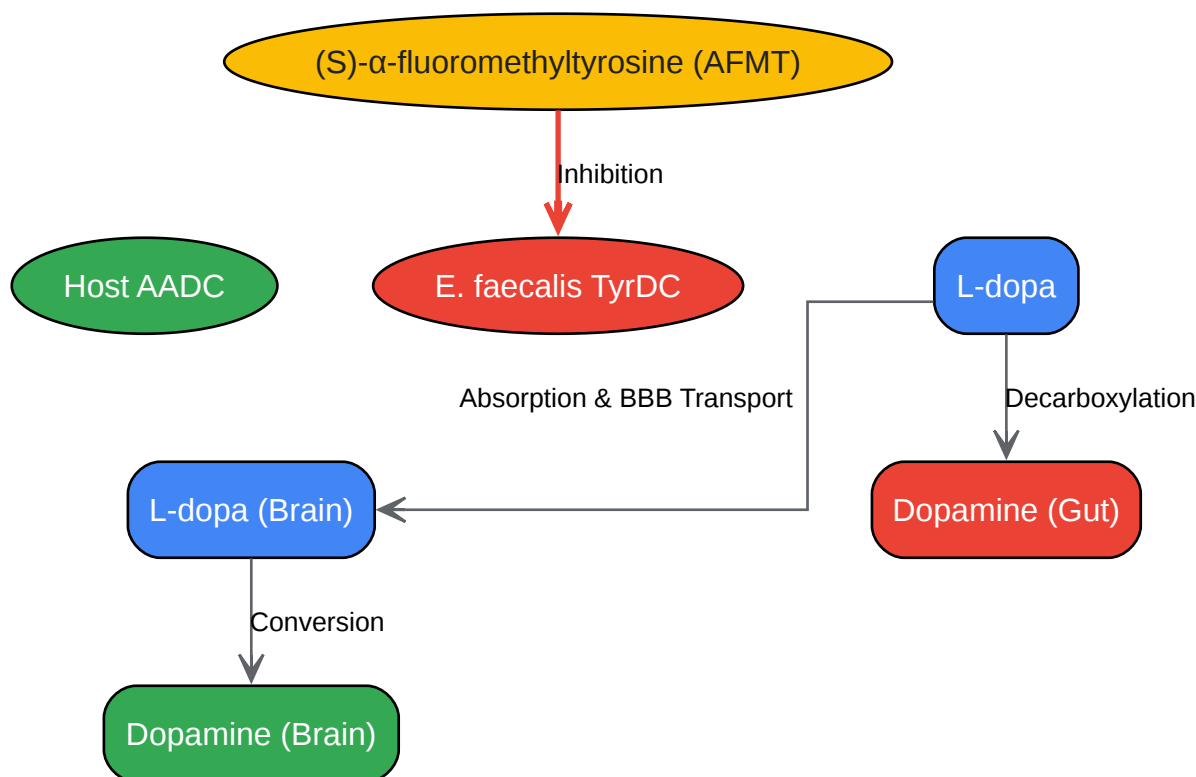 (S)-α-fluoromethyltyrosine (AFMT)
Inhibition
Host AADC
E. faecalis TyrDC
L-dopa
Absorption & BBB Transport
Decarboxylation
L-dopa (Brain)
Dopamine (Gut)
Conversion
Dopamine (Brain)